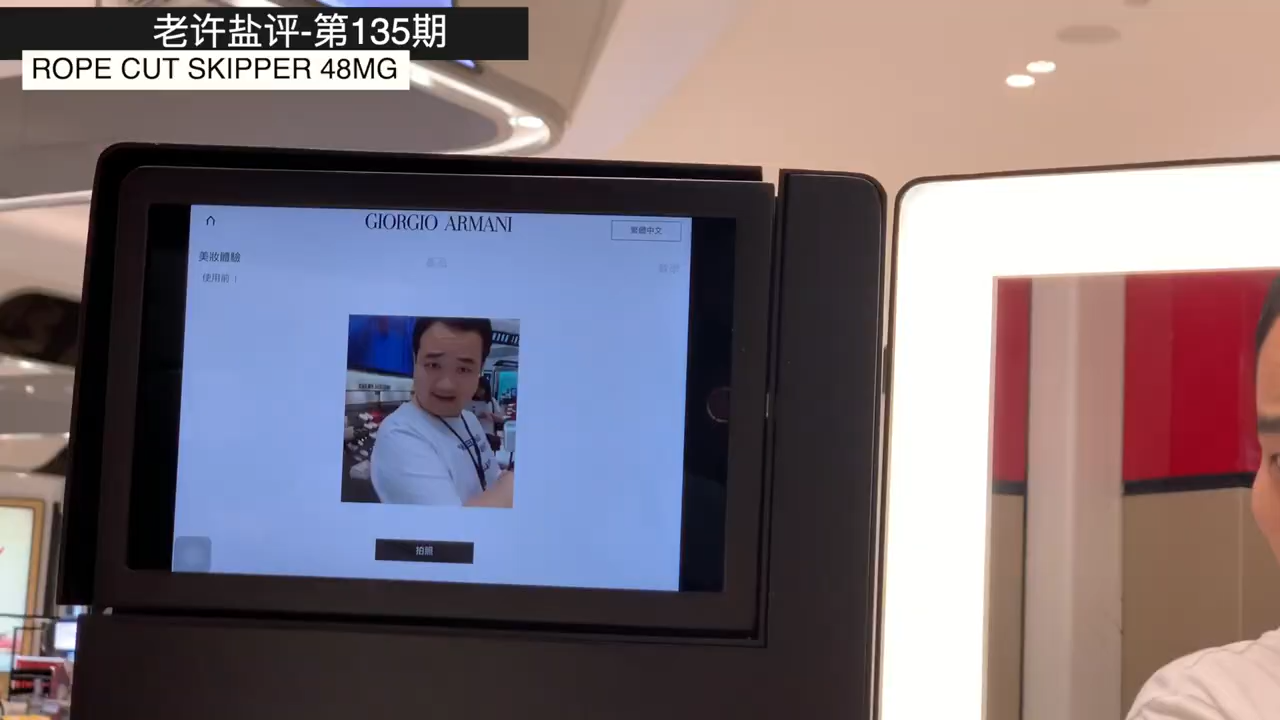 老许盐评-第135期
ROPE CUT SKIPPER 48MG
GIORGIO ARMANI
繁體中文
美妝體驗
使用前
拍照